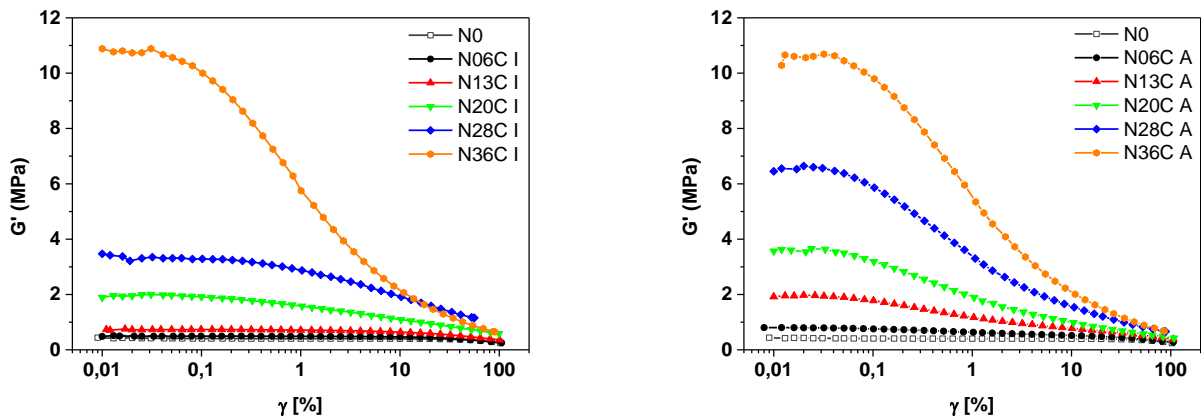 12
10
8
6
4
2
0
G' (MPa)
0,01
0,1
1
10
100
γ [%]
N0
N06C I
N13C I
N20C I
N28C I
N36C I
12
10
8
6
4
2
0
G' (MPa)
0,01
0,1
1
10
100
γ [%]
N0
N06C A
N13C A
N20C A
N28C A
N36C A